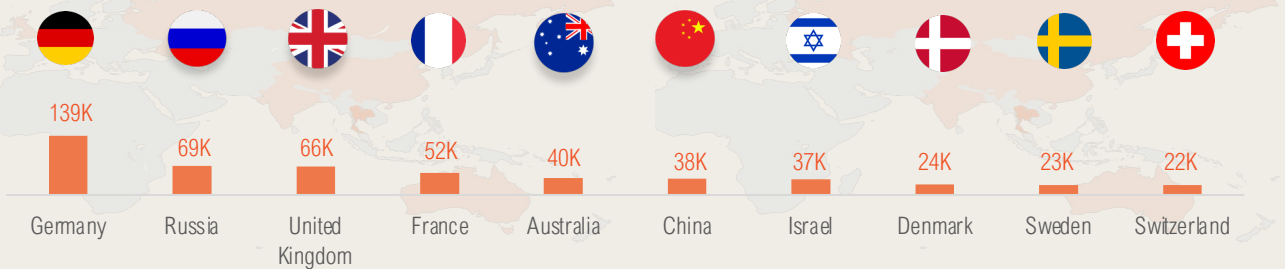 139K
69K
66K
52K
40K
38K
37K
24K
23K
22K
Germany
Russia
United
Kingdom
France
Australia
China
Israel
Denmark
Sweden
Switzerland